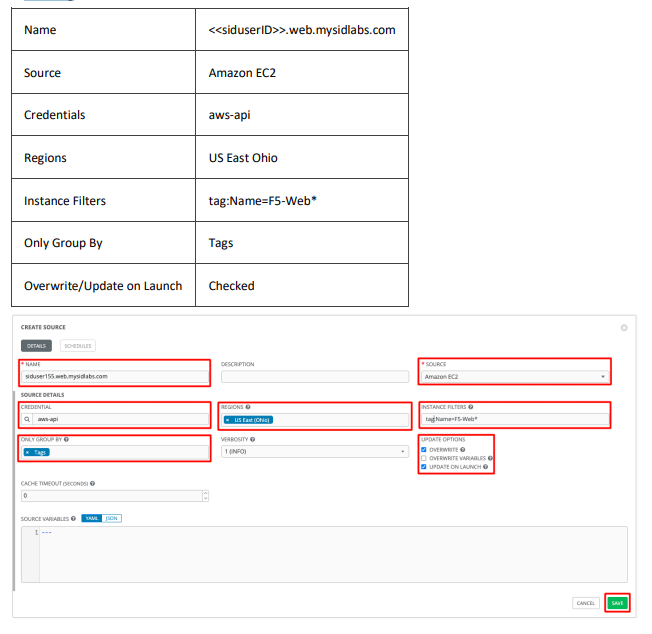 Name <<siduserID>>.web.mysidlabs.com
Source Amazon EC2
Credentials aws-api
Regions US East Ohio
Instance Filters tag:Name=F5-Web*
Only Group By Tags
Overwrite/Update on Launch Checked
CREATE SOURCE
DETAILS SCHEDULES
* NAME DESCRIPTION * SOURCE
siduser155.web.mysidlabs.com Amazon EC2
SOURCE DETAILS
CREDENTIAL REGIONS INSTANCE FILTERS
aws-api × US East (Ohio) tag:Name=F5-Web*
ONLY GROUP BY VERBOSITY UPDATE OPTIONS
× Tags 1 (INFO) OVERWRITE
OVERWRITE VARIABLES
UPDATE ON LAUNCH
CACHE TIMEOUT (SECONDS)
0
SOURCE VARIABLES YAML JSON
1 ---
CANCEL SAVE